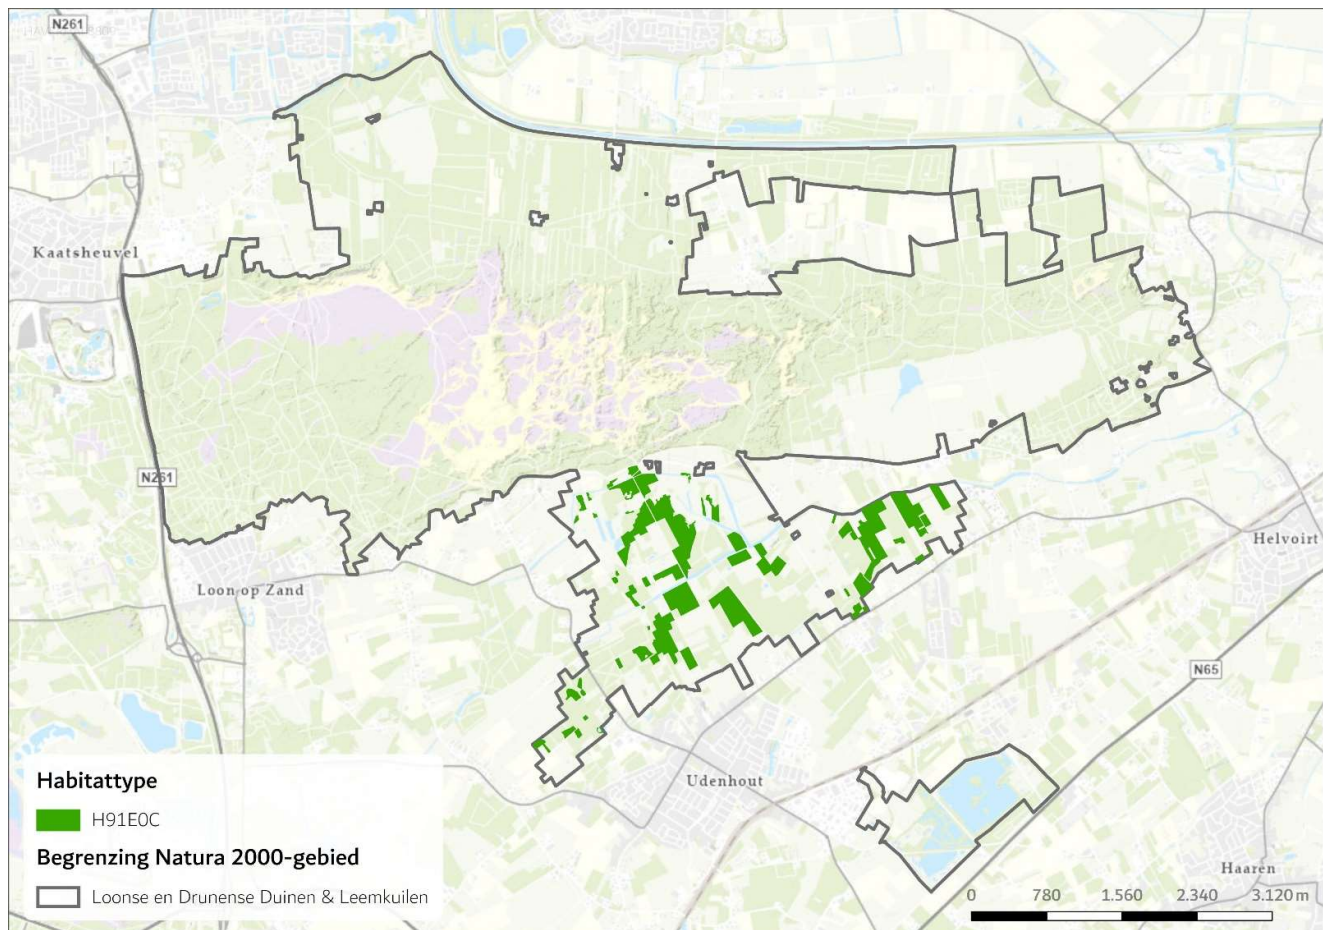 N261
Kaatsheuvel
N261
Loon op Zand
Helvoirt
N65
Udenhout
Haaren
Habitattype
H91E0C
Begrenzing Natura 2000-gebied
Loonse en Drunense Duinen & Leemkuilen
0 780 1.560 2.340 3.120 m